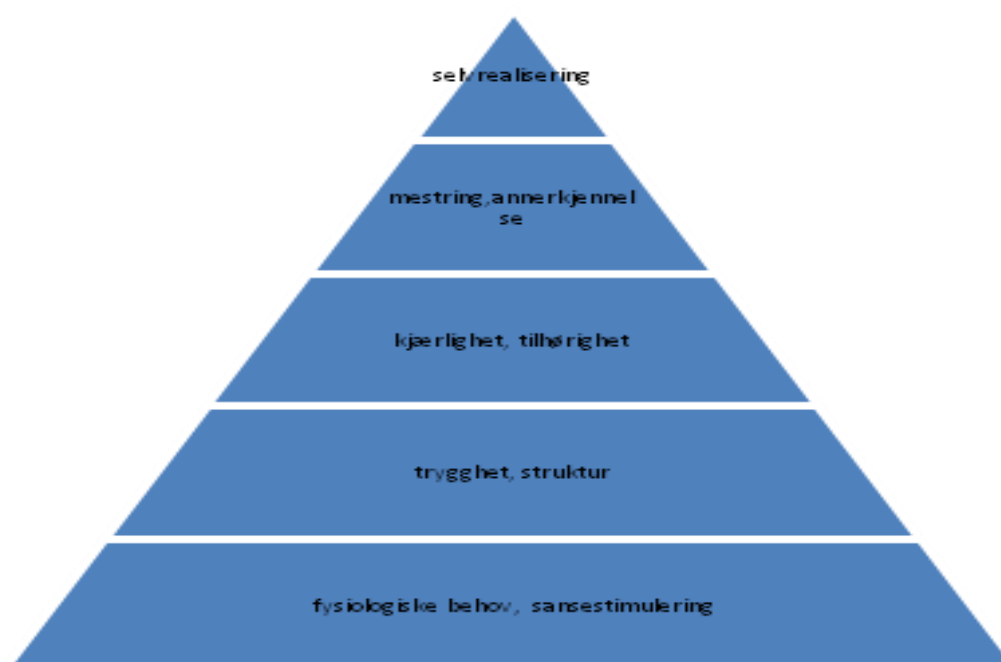 selvrealisering
mestring,annerkjennel
se
kjærlighet, tilhørighet
trygghet, struktur
fysiologiske behov, sansestimulering